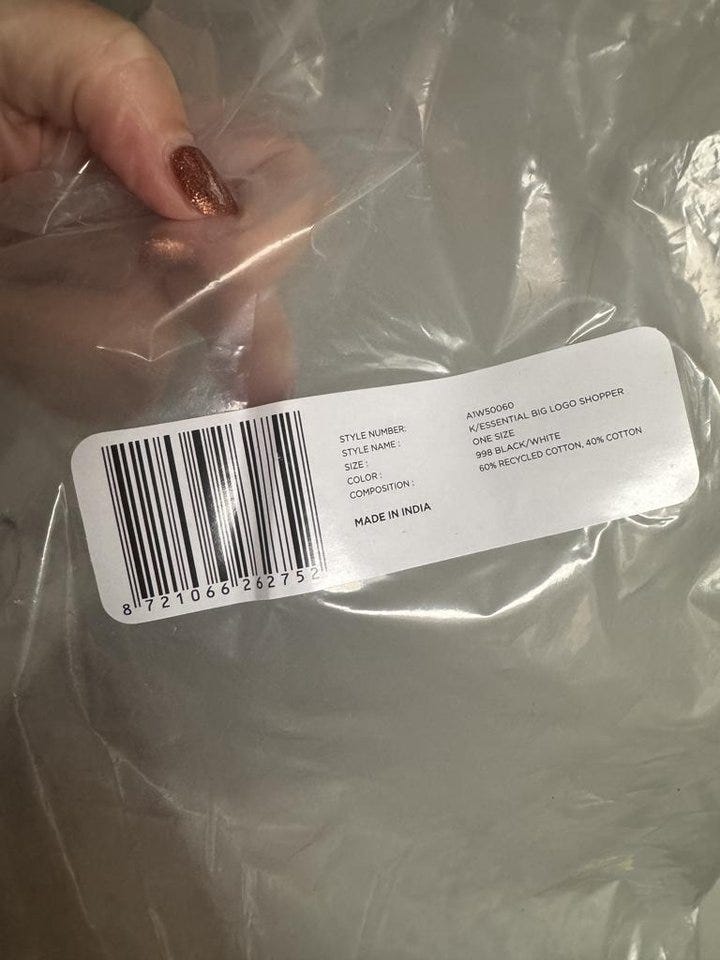 STYLE NUMBER: A1W50060
STYLE NAME : K/ESSENTIAL BIG LOGO SHOPPER
SIZE : ONE SIZE
COLOR : 998 BLACK/WHITE
COMPOSITION : 60% RECYCLED COTTON, 40% COTTON
MADE IN INDIA
8 721066 262752